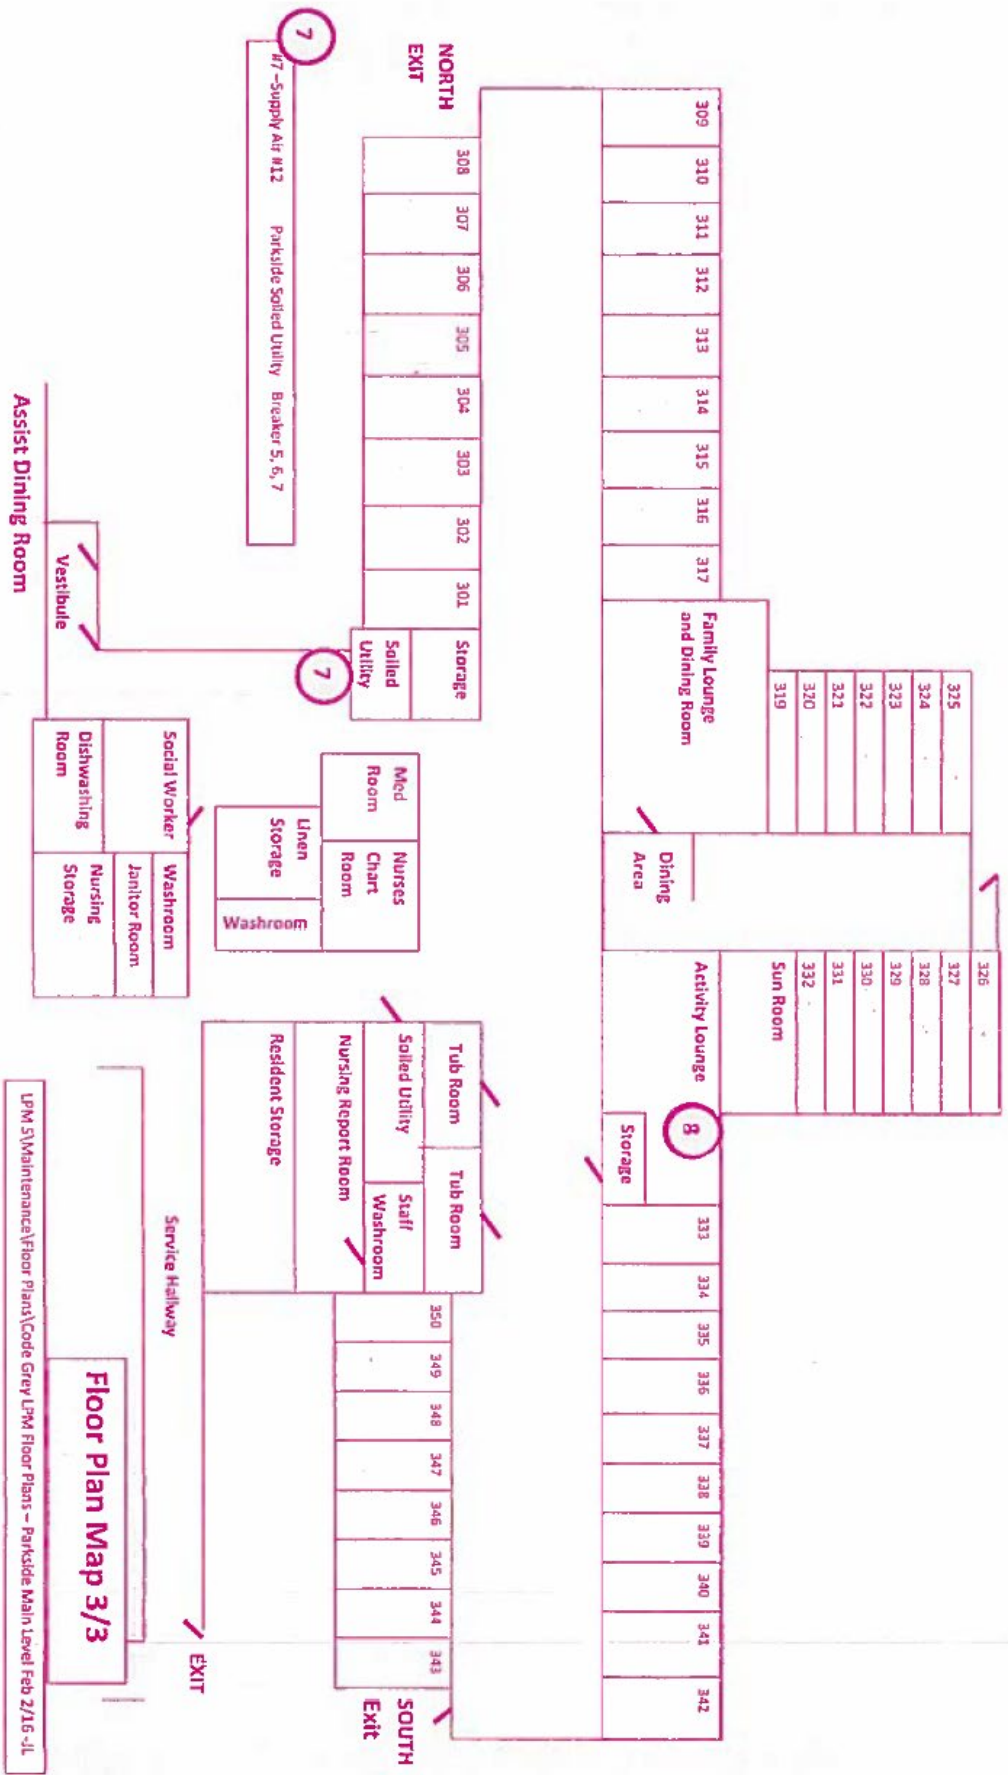 325
324
323
322
321
320
319
326
327
328
329
330
331
332
Sun Room
309
310
311
312
313
314
315
316
317
Family Lounge
and Dining Room
Dining
Area
Activity Lounge
8
Storage
333
334
335
336
337
338
339
340
341
342
NORTH
EXIT
308
307
306
305
304
303
302
301
Storage
Soiled
Utility
7
Med
Room
Nurses
Chart
Room
Linen
Storage
Washroom
Tub Room
Tub Room
Soiled Utility
Staff
Washroom
Nursing Report Room
Resident Storage
350
349
348
347
346
345
344
343
SOUTH
Exit
7
#7 –Supply Air #12 Parkside Soiled Utility Breaker 5, 6, 7
Vestibule
Assist Dining Room
Social Worker
Dishwashing
Room
Washroom
Janitor Room
Nursing
Storage
Service Hallway
EXIT
Floor Plan Map 3/3
LPM S\Maintenance\Floor Plans\Code Grey LPM Floor Plans – Parkside Main Level Feb 2/16 -JL